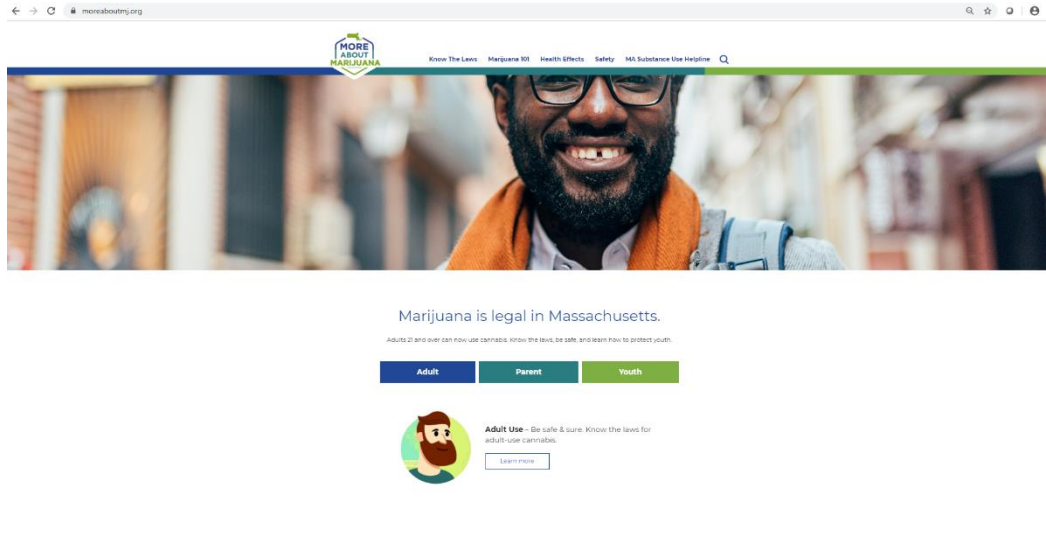 moreaboutmj.org
MORE
ABOUT
MARIJUANA
Know The Laws Marijuana 101 Health Effects Safety MA Substance Use Helpline
Marijuana is legal in Massachusetts.
Adults 21 and over can now use cannabis. Know the laws, be safe, and learn how to protect youth.
Adult Parent Youth
Adult Use – Be safe & sure. Know the laws for
adult-use cannabis.
Learn more